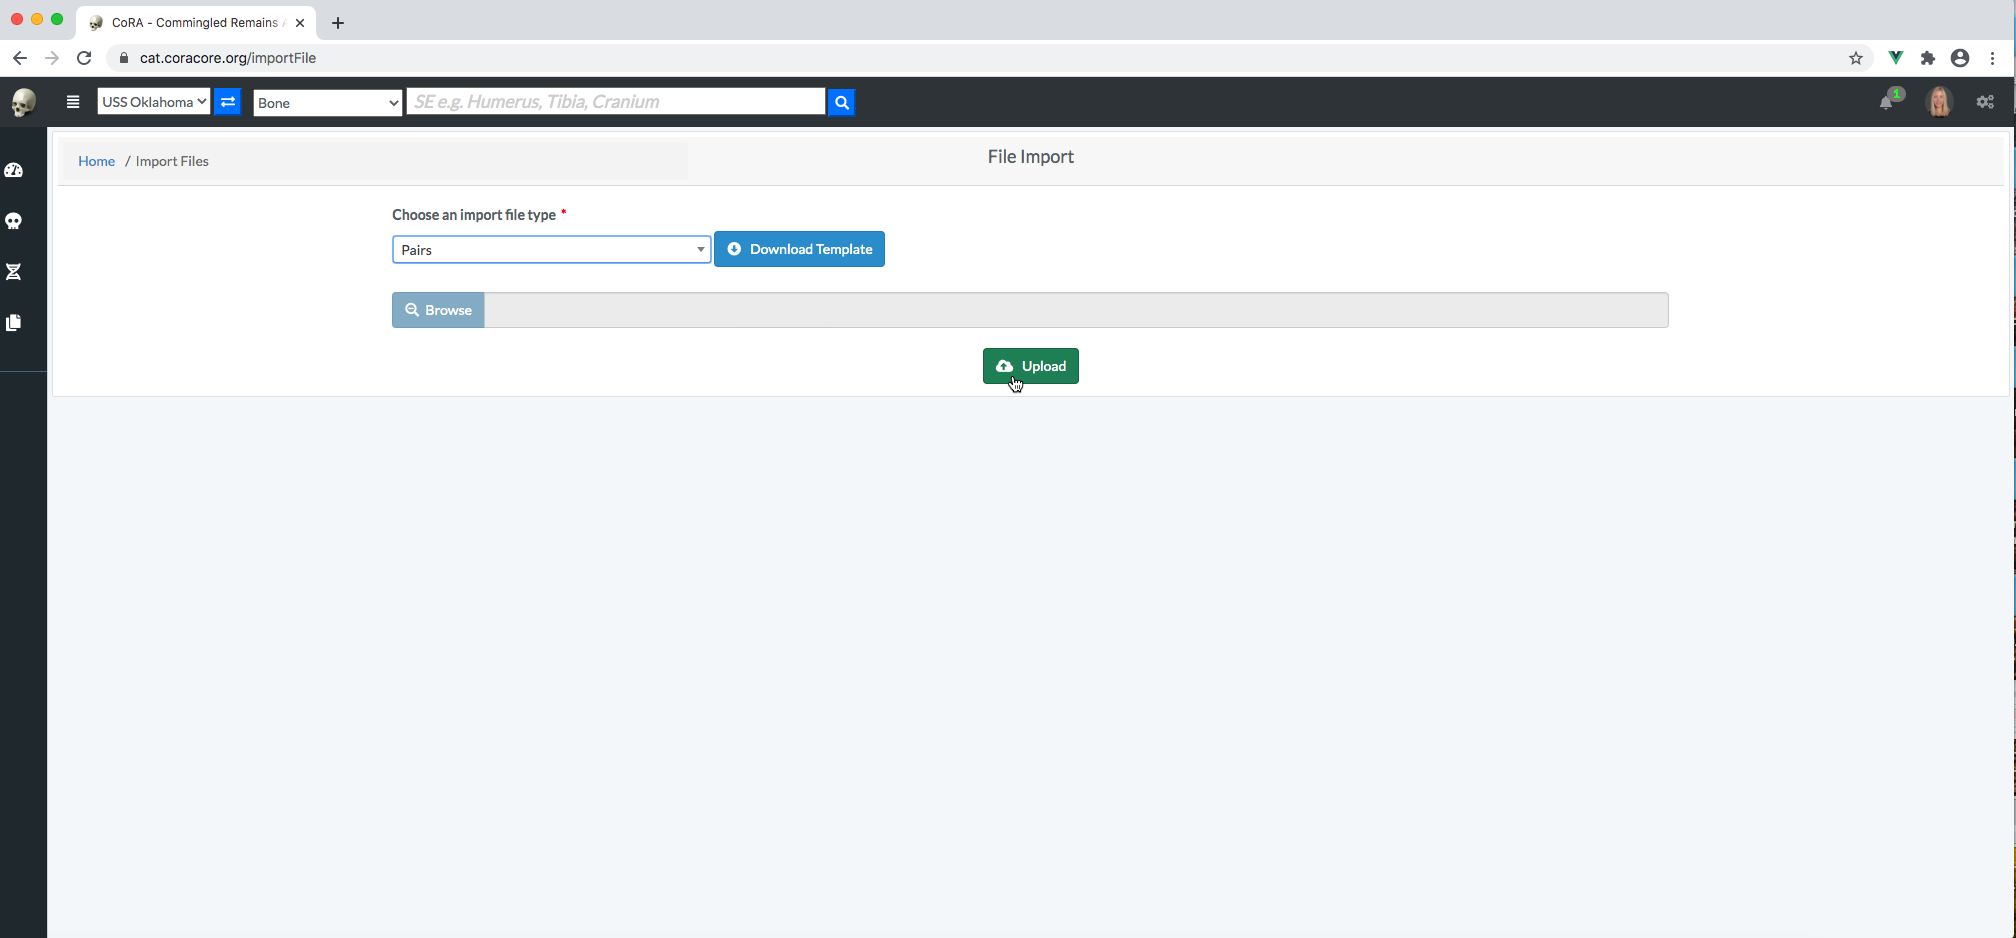 CoRA - Commingled Remains
cat.coracore.org/importFile
USS Oklahoma
Bone
SE e.g. Humerus, Tibia, Cranium
1
Home / Import Files
File Import
Choose an import file type *
Pairs
Download Template
Browse
Upload